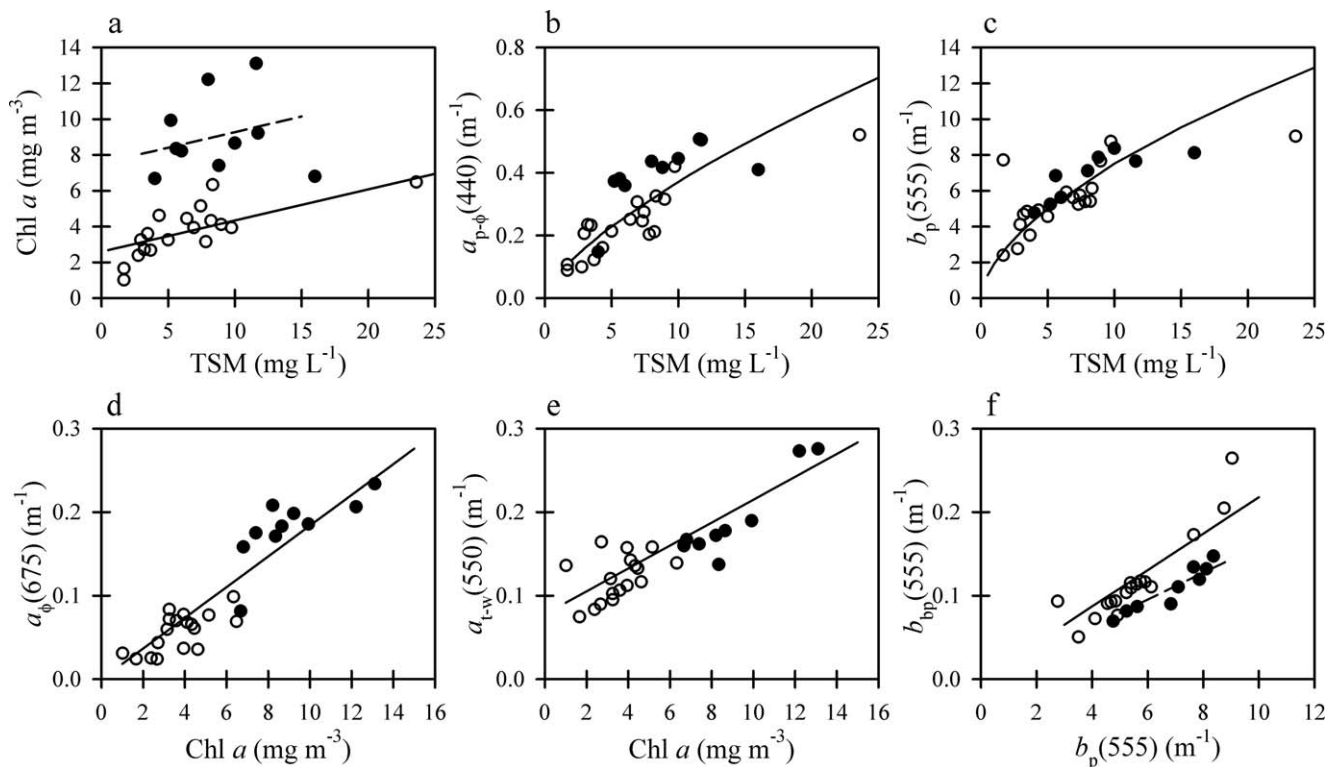 a
14
12
10
8
6
4
2
0
Chl a (mg m⁻³)
0 5 10 15 20 25
TSM (mg L⁻¹)
b
0.8
0.6
0.4
0.2
0.0
a_p-ϕ(440) (m⁻¹)
0 5 10 15 20 25
TSM (mg L⁻¹)
c
14
12
10
8
6
4
2
0
b_p(555) (m⁻¹)
0 5 10 15 20 25
TSM (mg L⁻¹)
d
0.3
0.2
0.1
0.0
a_ϕ(675) (m⁻¹)
0 2 4 6 8 10 12 14 16
Chl a (mg m⁻³)
e
0.3
0.2
0.1
0.0
a_t-w(550) (m⁻¹)
0 2 4 6 8 10 12 14 16
Chl a (mg m⁻³)
f
0.3
0.2
0.1
0.0
b_bp(555) (m⁻¹)
0 2 4 6 8 10 12
b_p(555) (m⁻¹)